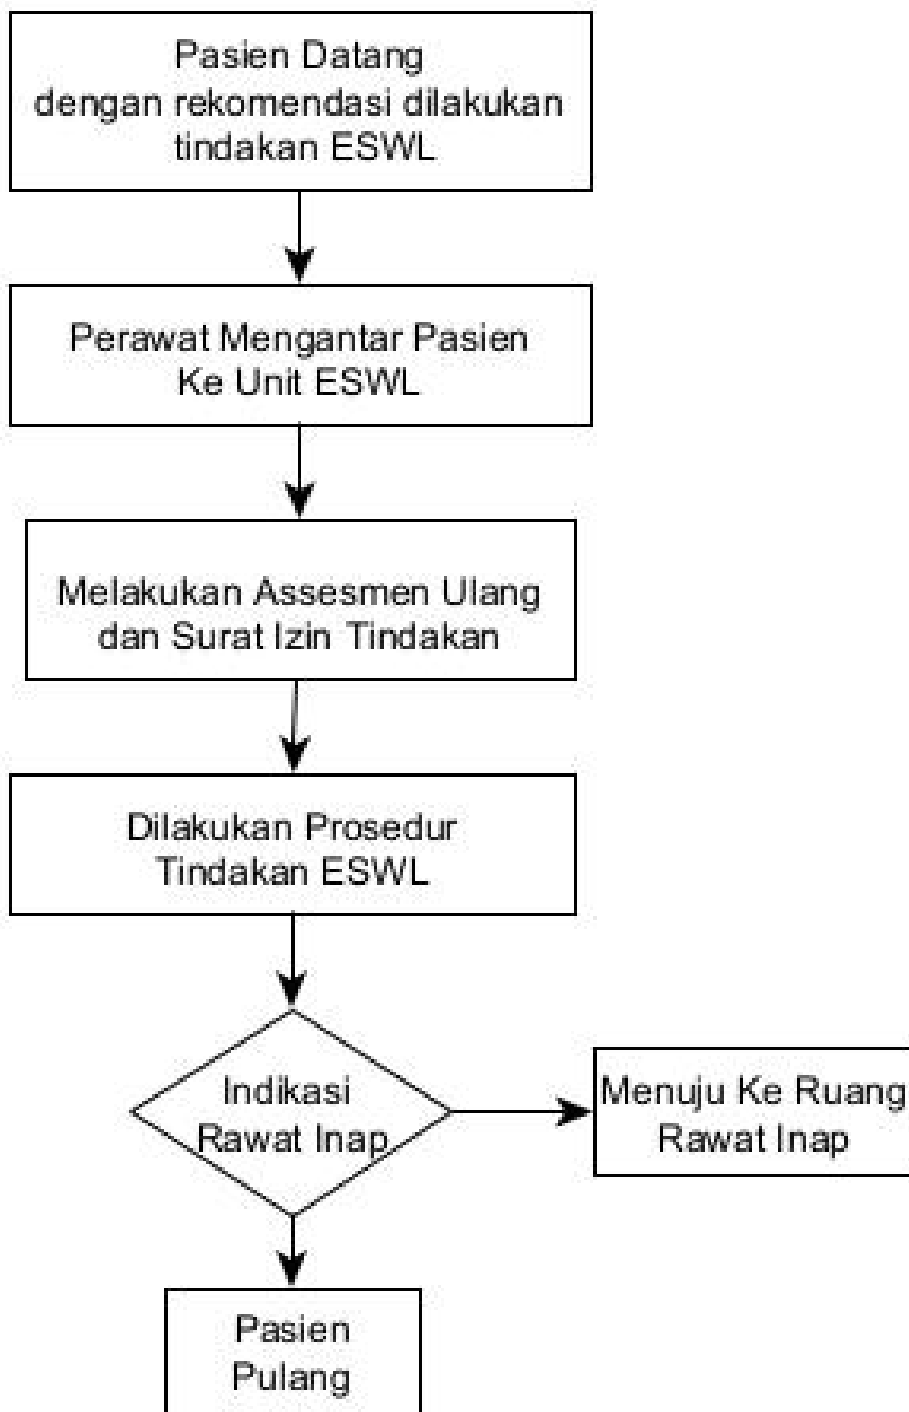 Pasien Datang
dengan rekomendasi dilakukan
tindakan ESWL
Perawat Mengantar Pasien
Ke Unit ESWL
Melakukan Assesmen Ulang
dan Surat Izin Tindakan
Dilakukan Prosedur
Tindakan ESWL
Indikasi
Rawat Inap
Menuju Ke Ruang
Rawat Inap
Pasien
Pulang